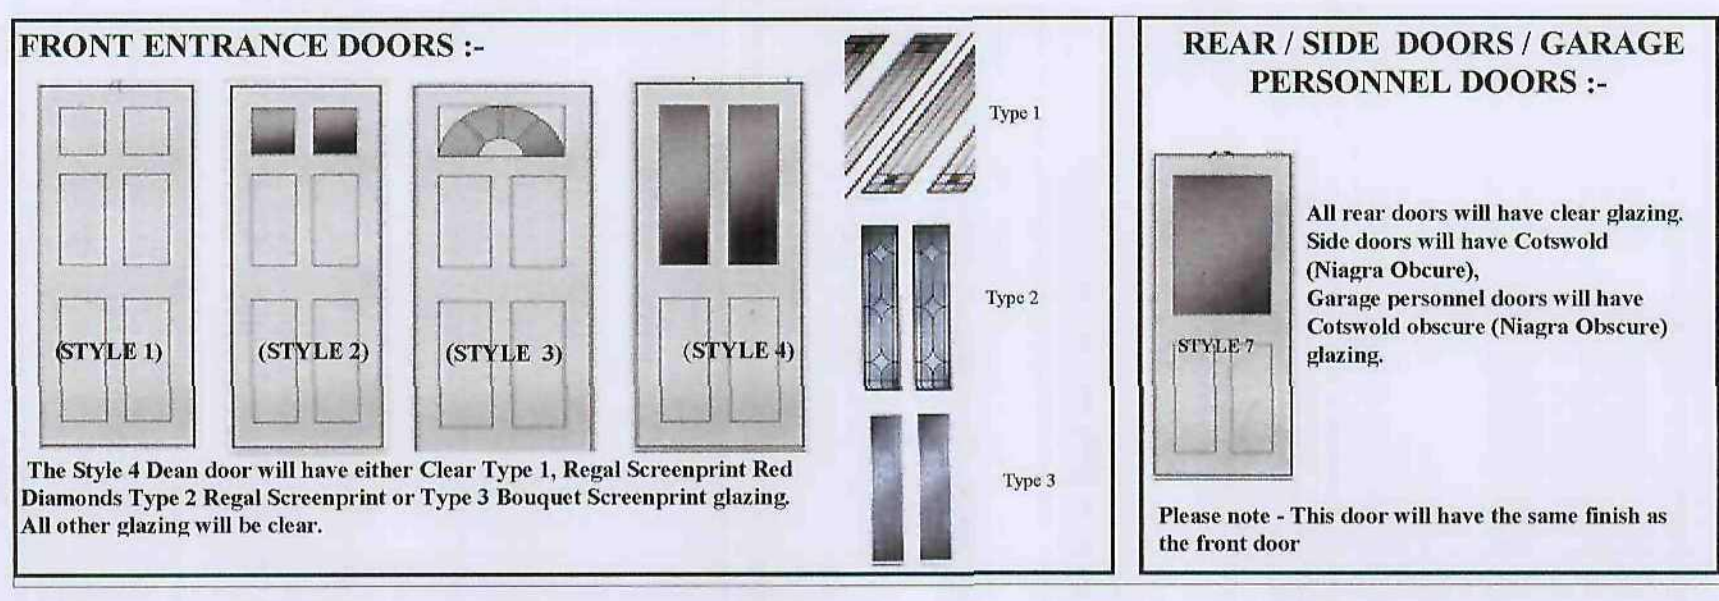 FRONT ENTRANCE DOORS :-
(STYLE 1)
(STYLE 2)
(STYLE 3)
(STYLE 4)
Type 1
Type 2
Type 3
The Style 4 Dean door will have either Clear Type 1, Regal Screenprint Red
Diamonds Type 2 Regal Screenprint or Type 3 Bouquet Screenprint glazing.
All other glazing will be clear.
REAR / SIDE DOORS / GARAGE
PERSONNEL DOORS :-
STYLE 7
All rear doors will have clear glazing.
Side doors will have Cotswold
(Niagra Obcure),
Garage personnel doors will have
Cotswold obscure (Niagra Obscure)
glazing.
Please note - This door will have the same finish as
the front door